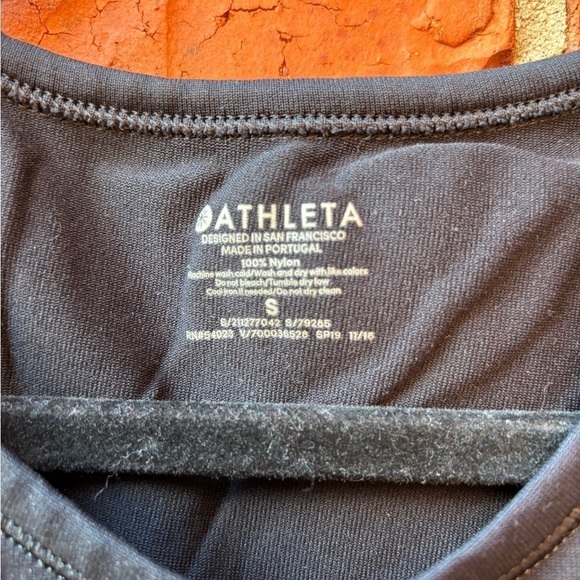 ATHLETA
DESIGNED IN SAN FRANCISCO
MADE IN PORTUGAL
100% Nylon
Machine wash cold/Wash and dry with like colors
Do not bleach/Tumble dry low
Cool iron if needed/Do not dry clean
S
S/211277042 S/79285
RN#54023 V/700036528 SP19 11/16